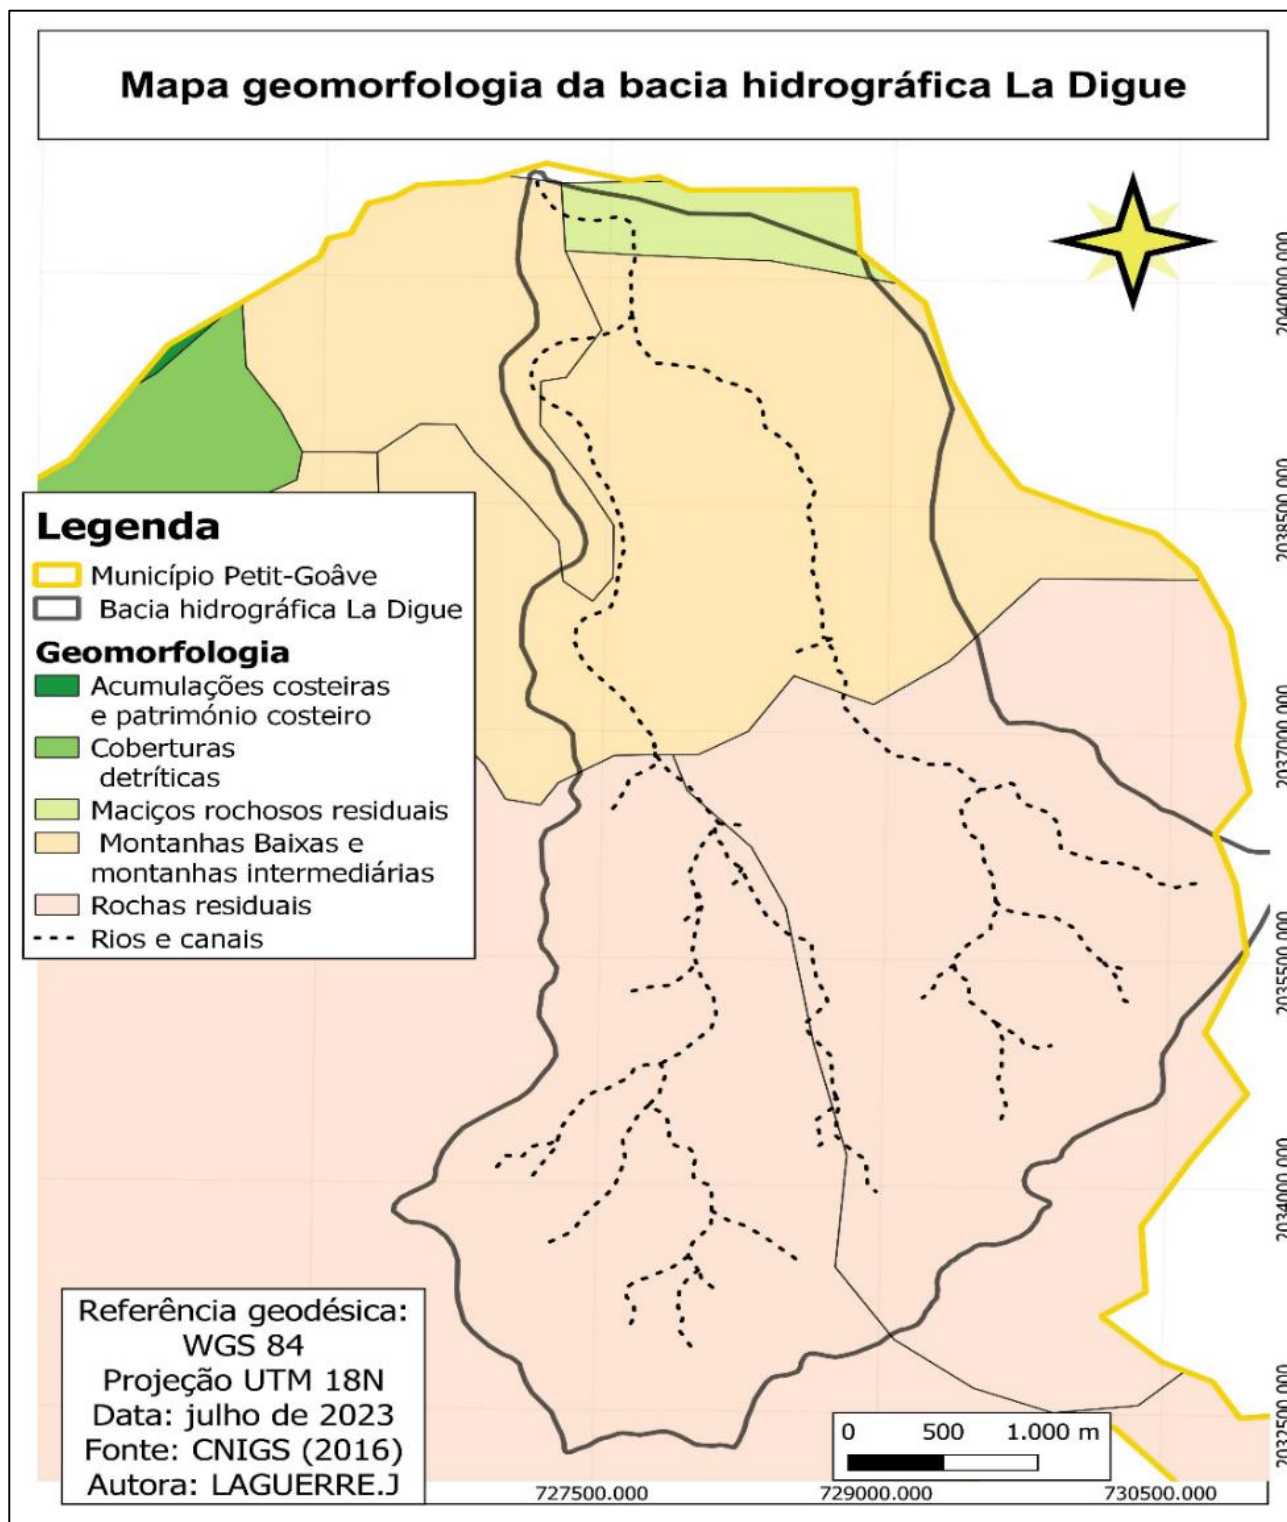 Mapa geomorfologia da bacia hidrográfica La Digue
2040000.000
2038500.000
2037000.000
2035500.000
2034000.000
2032500.000
Legenda
Município Petit-Goâve
Bacia hidrográfica La Digue
Geomorfologia
Acumulações costeiras
e património costeiro
Coberturas
detríticas
Maciços rochosos residuais
Montanhas Baixas e
montanhas intermediárias
Rochas residuais
Rios e canais
Referência geodésica:
WGS 84
Projeção UTM 18N
Data: julho de 2023
Fonte: CNIGS (2016)
Autora: LAGUERRE.J
0 500 1.000 m
727500.000 729000.000 730500.000